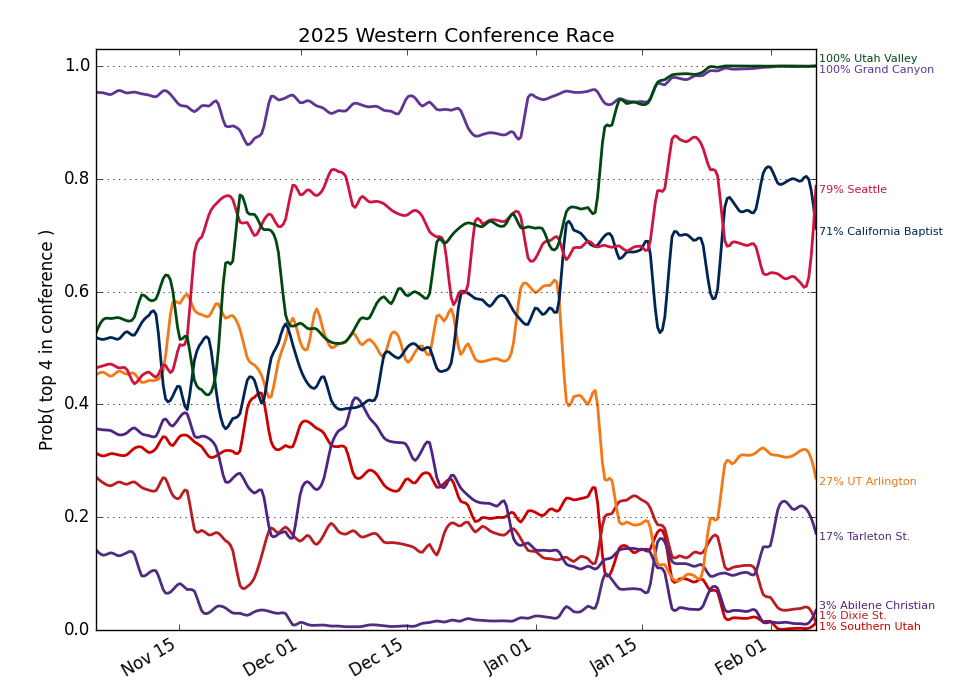 2025 Western Conference Race
Prob( top 4 in conference )
1.0
0.8
0.6
0.4
0.2
0.0
Nov 15
Dec 01
Dec 15
Jan 01
Jan 15
Feb 01
100% Utah Valley
100% Grand Canyon
79% Seattle
71% California Baptist
27% UT Arlington
17% Tarleton St.
3% Abilene Christian
1% Dixie St.
1% Southern Utah